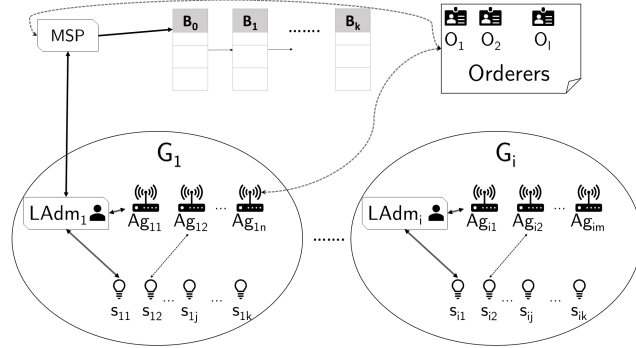 MSP
B₀ B₁ ....... Bₖ
O₁ O₂ Oₗ
Orderers
G₁ Gᵢ
LAdm₁ Ag₁₁ Ag₁₂ ... Ag₁ₙ
LAdmᵢ Agᵢ₁ Agᵢ₂ ... Agᵢₘ
.......
s₁₁ s₁₂ ... s₁ⱼ ... s₁ₖ
sᵢ₁ sᵢ₂ ... sᵢⱼ ... sᵢₖ